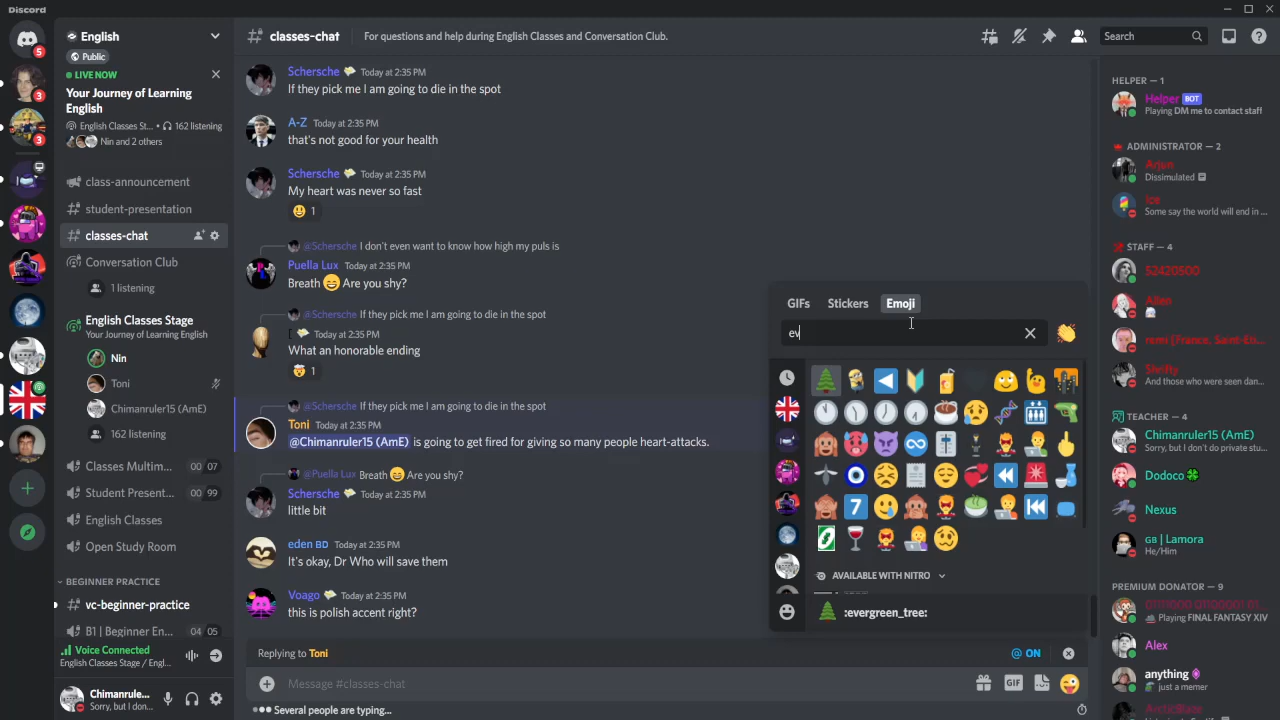 Discord
English
Public
LIVE NOW
Your Journey of Learning
English
English Classes St... • 162 listening
Nin and 2 others
class-announcement
student-presentation
classes-chat
Conversation Club
1 listening
English Classes Stage
Your Journey of Learning English
Nin
Toni
Chimanruler15 (AmE)
162 listening
Classes Multim... 00 07
Student Present... 00 99
English Classes
Open Study Room
BEGINNER PRACTICE
vc-beginner-practice
B1 | Beginner En... 04 05
Voice Connected
English Classes Stage / Engl...
Chimanrule...
Sorry, but I don...
5
3
3
classes-chat
For questions and help during English Classes and Conversation Club.
Search
Schersche Today at 2:35 PM
If they pick me I am going to die in the spot
A-Z Today at 2:35 PM
that's not good for your health
Schersche Today at 2:35 PM
My heart was never so fast
1
@Schersche I don't even want to know how high my puls is
Puella Lux Today at 2:35 PM
Breath 😄 Are you shy?
@Schersche If they pick me I am going to die in the spot
[ Today at 2:35 PM
What an honorable ending
1
@Schersche If they pick me I am going to die in the spot
Toni Today at 2:35 PM
@Chimanruler15 (AmE) is going to get fired for giving so many people heart-attacks.
@Puella Lux Breath 😄 Are you shy?
Schersche Today at 2:35 PM
little bit
eden BD Today at 2:35 PM
It's okay, Dr Who will save them
Voago Today at 2:35 PM
this is polish accent right?
Replying to Toni
@ ON
Message #classes-chat
GIF
Several people are typing...
GIFs Stickers Emoji
ev
7
AVAILABLE WITH NITRO
:evergreen_tree:
HELPER — 1
Helper BOT
Playing DM me to contact staff
ADMINISTRATOR — 2
Arjun
Dissimulated
Ice
Some say the world will end in ...
STAFF — 4
52420600
Alien
remi [France, Saint-Eti...
Shrifty
And those who were seen dan...
TEACHER — 4
Chimanruler15 (AmE)
Sorry, but I don't do private stu...
Dodoco
Nexus
GB | Lamora
He/Him
PREMIUM DONATOR — 9
Playing FINAL FANTASY XIV
Alex
anything
just a memer